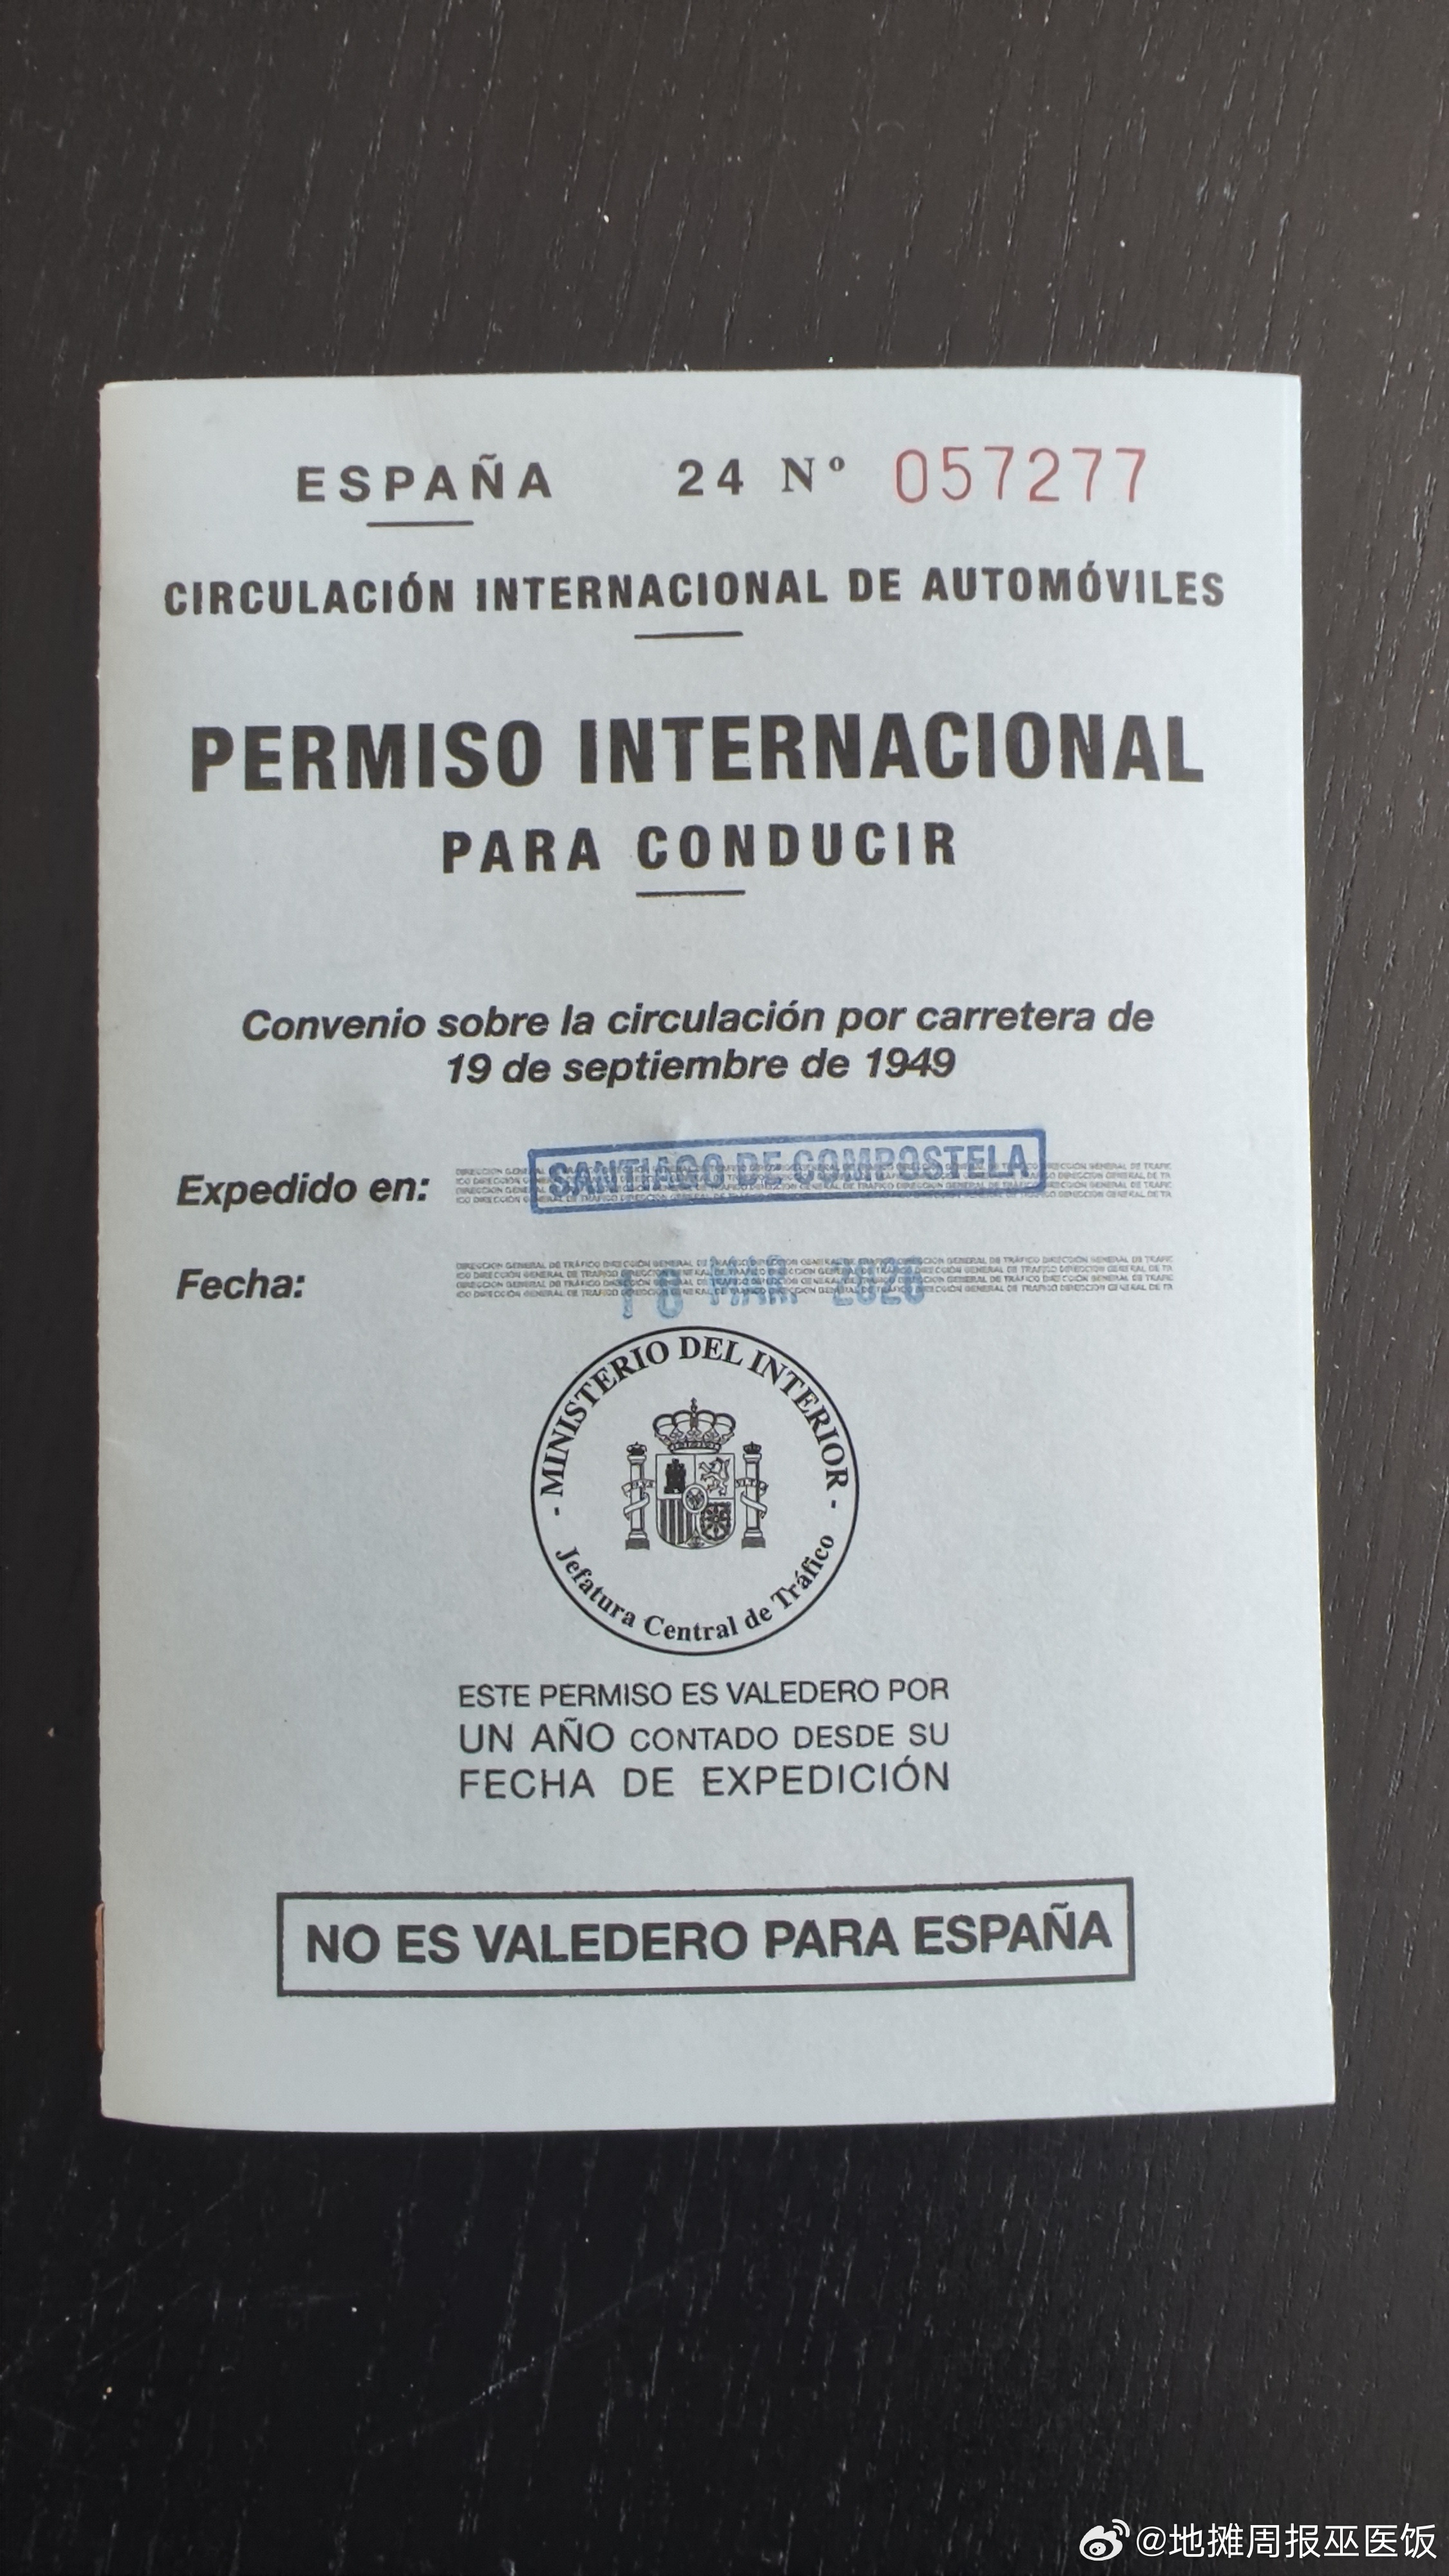 ESPAÑA 24 Nº 057277
CIRCULACIÓN INTERNACIONAL DE AUTOMÓVILES
PERMISO INTERNACIONAL
PARA CONDUCIR
Convenio sobre la circulación por carretera de
19 de septiembre de 1949
Expedido en: SANTIAGO DE COMPOSTELA
Fecha: MAR.
- MINISTERIO DEL INTERIOR -
Jefatura Central de Tráfico
ESTE PERMISO ES VALEDERO POR
UN AÑO CONTADO DESDE SU
FECHA DE EXPEDICIÓN
NO ES VALEDERO PARA ESPAÑA
@地摊周报巫医饭